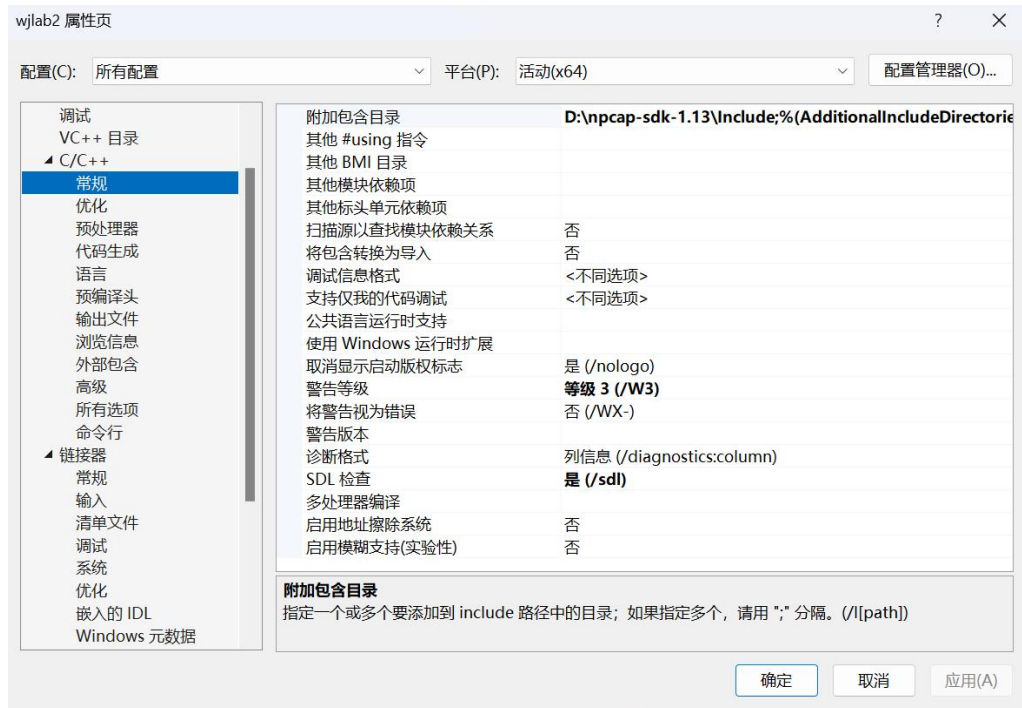 wjlab2 属性页
? ×
配置(C): 所有配置 平台(P): 活动(x64) 配置管理器(O)...
调试
VC++ 目录
C/C++
常规
优化
预处理器
代码生成
语言
预编译头
输出文件
浏览信息
外部包含
高级
所有选项
命令行
链接器
常规
输入
清单文件
调试
系统
优化
嵌入的 IDL
Windows 元数据
附加包含目录 D:\npcap-sdk-1.13\Include;%(AdditionalIncludeDirectorie
其他 #using 指令
其他 BMI 目录
其他模块依赖项
其他标头单元依赖项
扫描源以查找模块依赖关系 否
将包含转换为导入 否
调试信息格式 <不同选项>
支持仅我的代码调试 <不同选项>
公共语言运行时支持
使用 Windows 运行时扩展
取消显示启动版权标志 是 (/nologo)
警告等级 等级 3 (/W3)
将警告视为错误 否 (/WX-)
警告版本
诊断格式 列信息 (/diagnostics:column)
SDL 检查 是 (/sdl)
多处理器编译
启用地址擦除系统 否
启用模糊支持(实验性) 否
附加包含目录
指定一个或多个要添加到 include 路径中的目录；如果指定多个，请用 ";" 分隔。(/I[path])
确定 取消 应用(A)